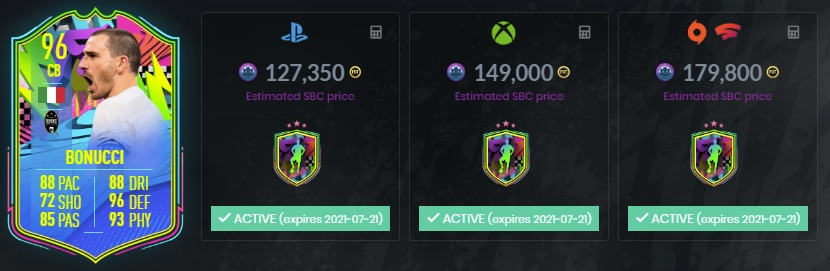 96
CB
BONUCCI
88 PAC
72 SHO
85 PAS
88 DRI
96 DEF
93 PHY
127,350
Estimated SBC price
ACTIVE (expires 2021-07-21)
149,000
Estimated SBC price
ACTIVE (expires 2021-07-21)
179,800
Estimated SBC price
ACTIVE (expires 2021-07-21)